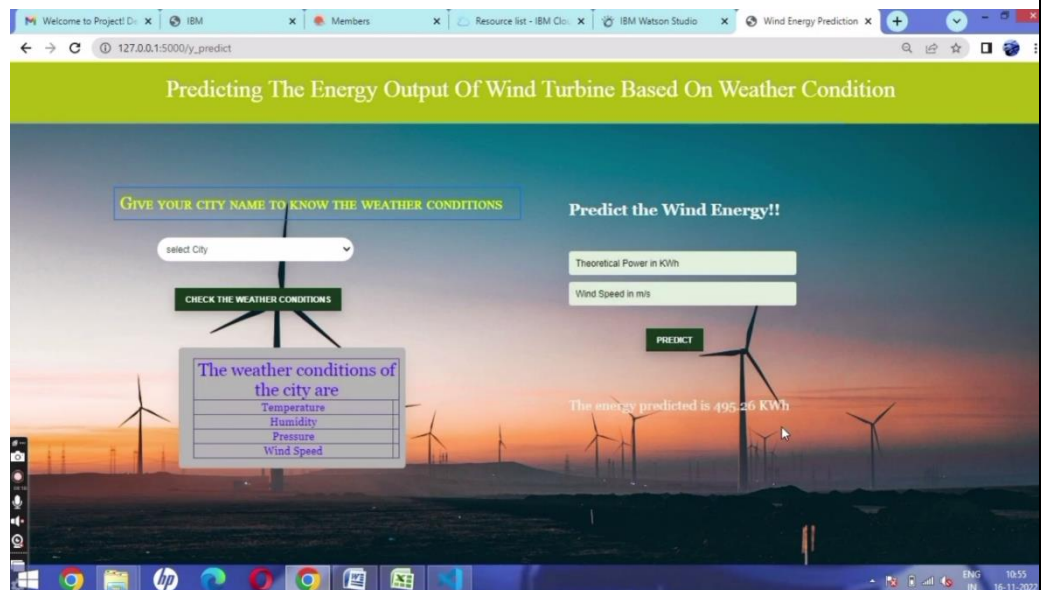 Welcome to Project! De
IBM
Members
Resource list - IBM Clou
IBM Watson Studio
Wind Energy Prediction
127.0.0.1:5000/y_predict
Predicting The Energy Output Of Wind Turbine Based On Weather Condition
GIVE YOUR CITY NAME TO KNOW THE WEATHER CONDITIONS
select City
CHECK THE WEATHER CONDITIONS
The weather conditions of
the city are
Temperature
Humidity
Pressure
Wind Speed
Predict the Wind Energy!!
Theoretical Power in KWh
Wind Speed in m/s
PREDICT
The energy predicted is 495.26 KWh
hp
ENG
IN
10:55
16-11-2022